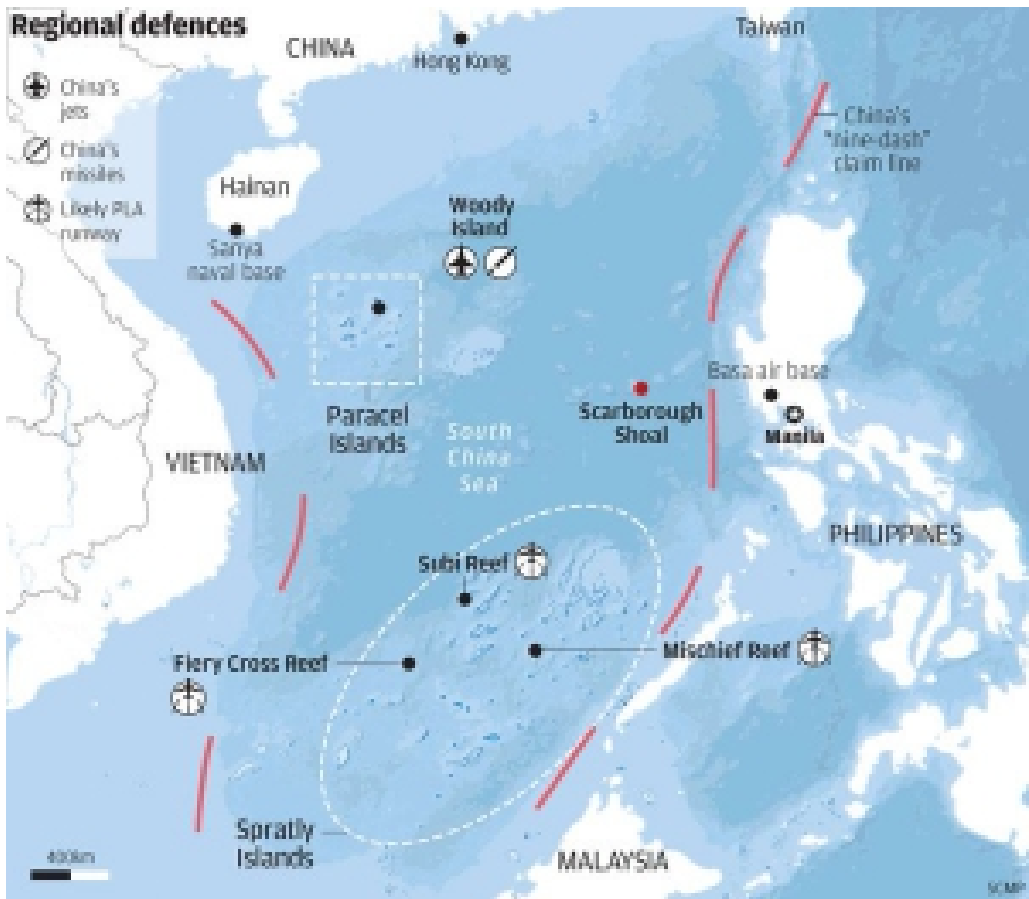 Regional defences
China's
jets
China's
missiles
Likely PLA
runway
CHINA
Hong Kong
Taiwan
China's
"nine-dash"
claim line
Hainan
Sanya
naval base
Woody
Island
Paracel
Islands
South
China
Sea
Scarborough
Shoal
Basa air base
Manila
VIETNAM
PHILIPPINES
Subi Reef
Fiery Cross Reef
Mischief Reef
Spratly
Islands
MALAYSIA
400km
SCMP